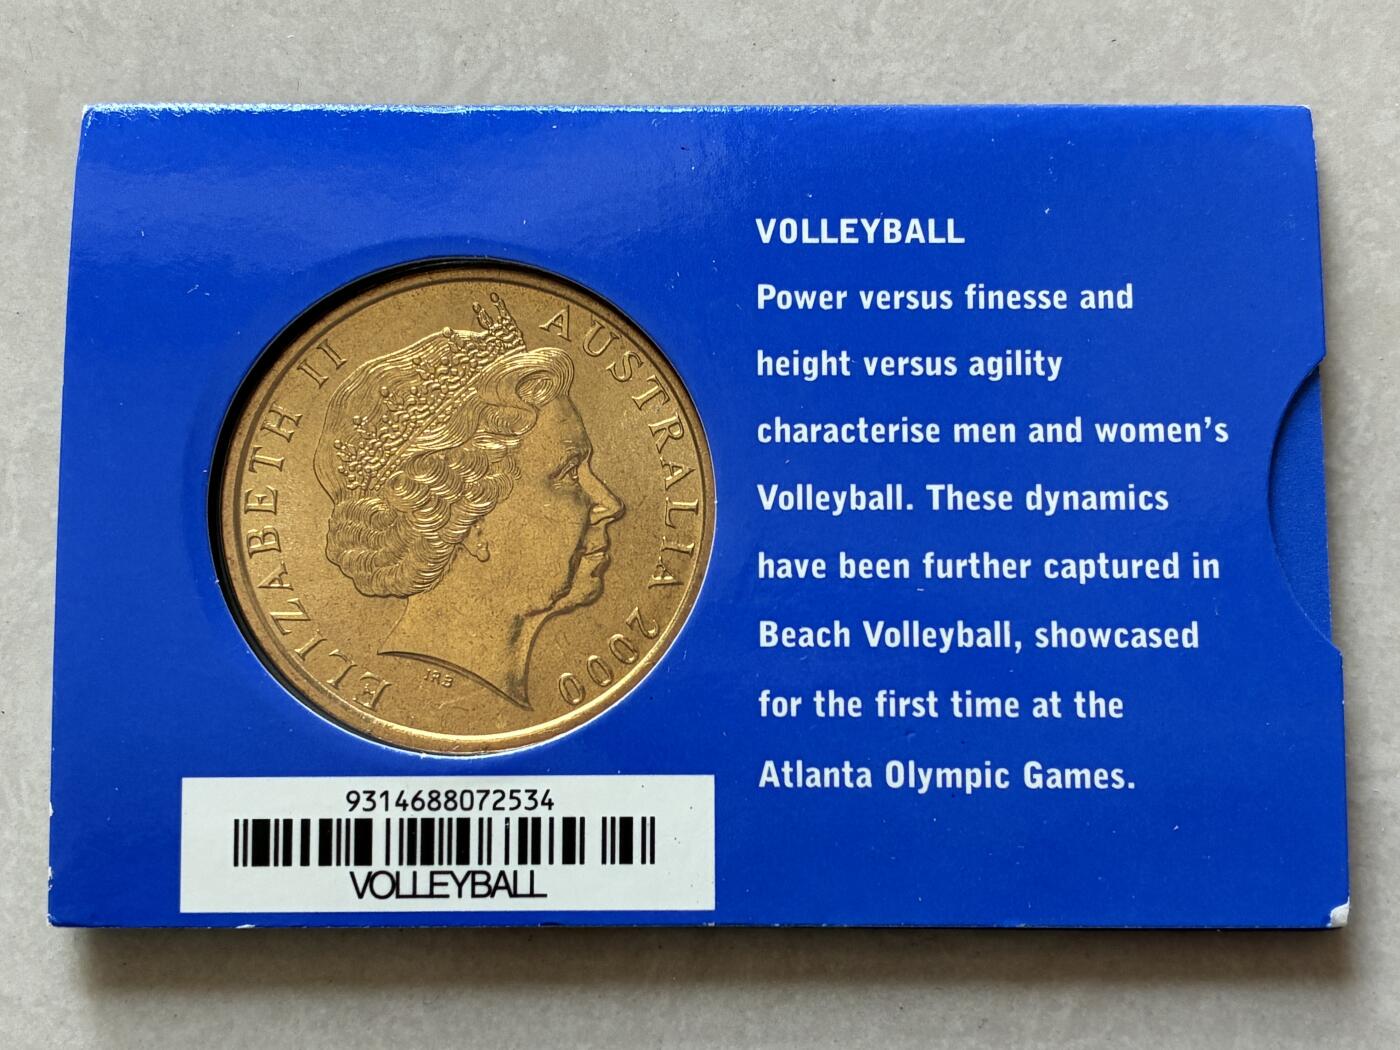 ELIZABETH II
AUSTRALIA 2000
IRB
9314688072534
VOLLEYBALL
VOLLEYBALL
Power versus finesse and
height versus agility
characterise men and women's
Volleyball. These dynamics
have been further captured in
Beach Volleyball, showcased
for the first time at the
Atlanta Olympic Games.